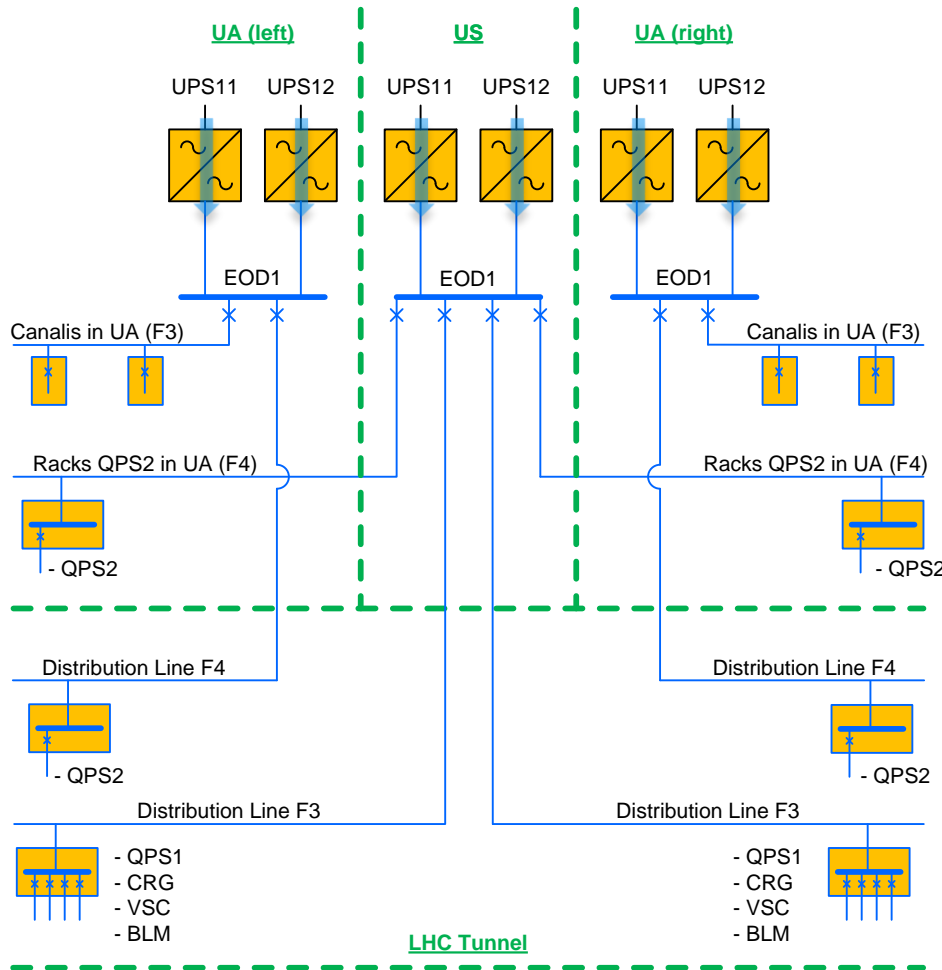 UA (left)
US
UA (right)
UPS11
UPS12
UPS11
UPS12
UPS11
UPS12
EOD1
EOD1
EOD1
Canalis in UA (F3)
Canalis in UA (F3)
Racks QPS2 in UA (F4)
Racks QPS2 in UA (F4)
- QPS2
- QPS2
Distribution Line F4
Distribution Line F4
- QPS2
- QPS2
Distribution Line F3
Distribution Line F3
- QPS1
- CRG
- VSC
- BLM
- QPS1
- CRG
- VSC
- BLM
LHC Tunnel